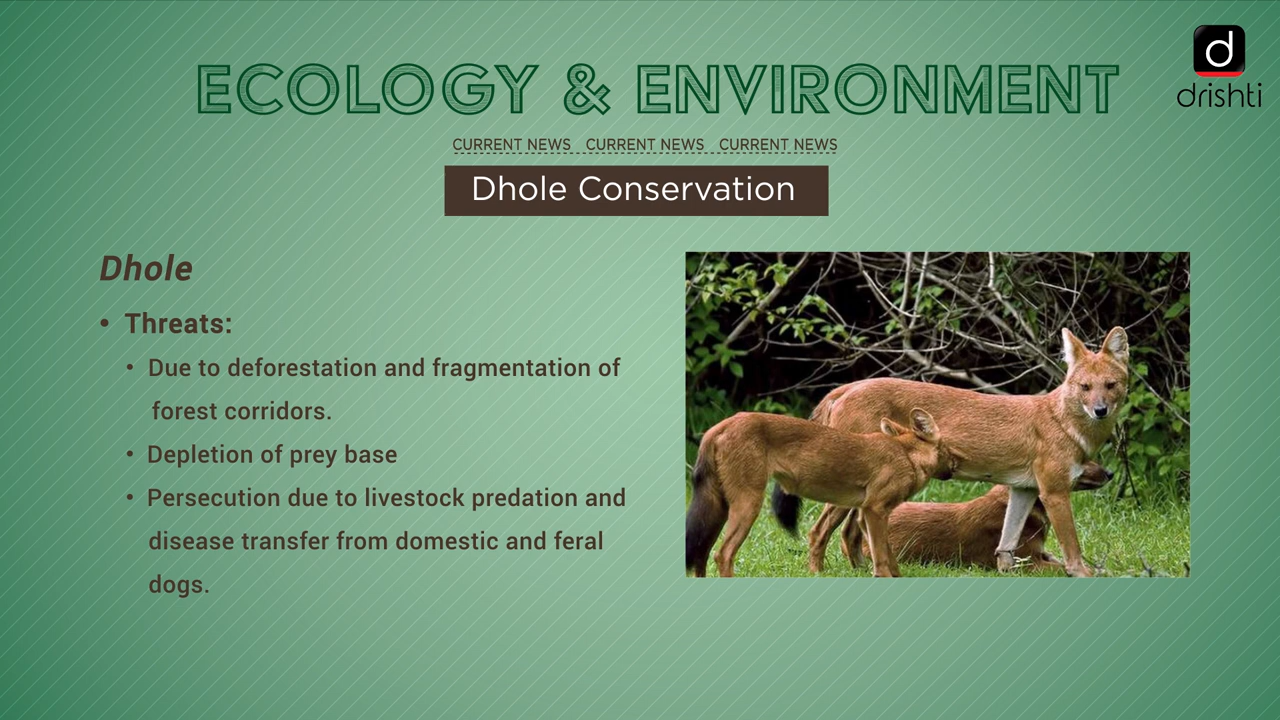 d
drishti
ECOLOGY & ENVIRONMENT
CURRENT NEWS CURRENT NEWS CURRENT NEWS
Dhole Conservation
Dhole
• Threats:
• Due to deforestation and fragmentation of
forest corridors.
• Depletion of prey base
• Persecution due to livestock predation and
disease transfer from domestic and feral
dogs.